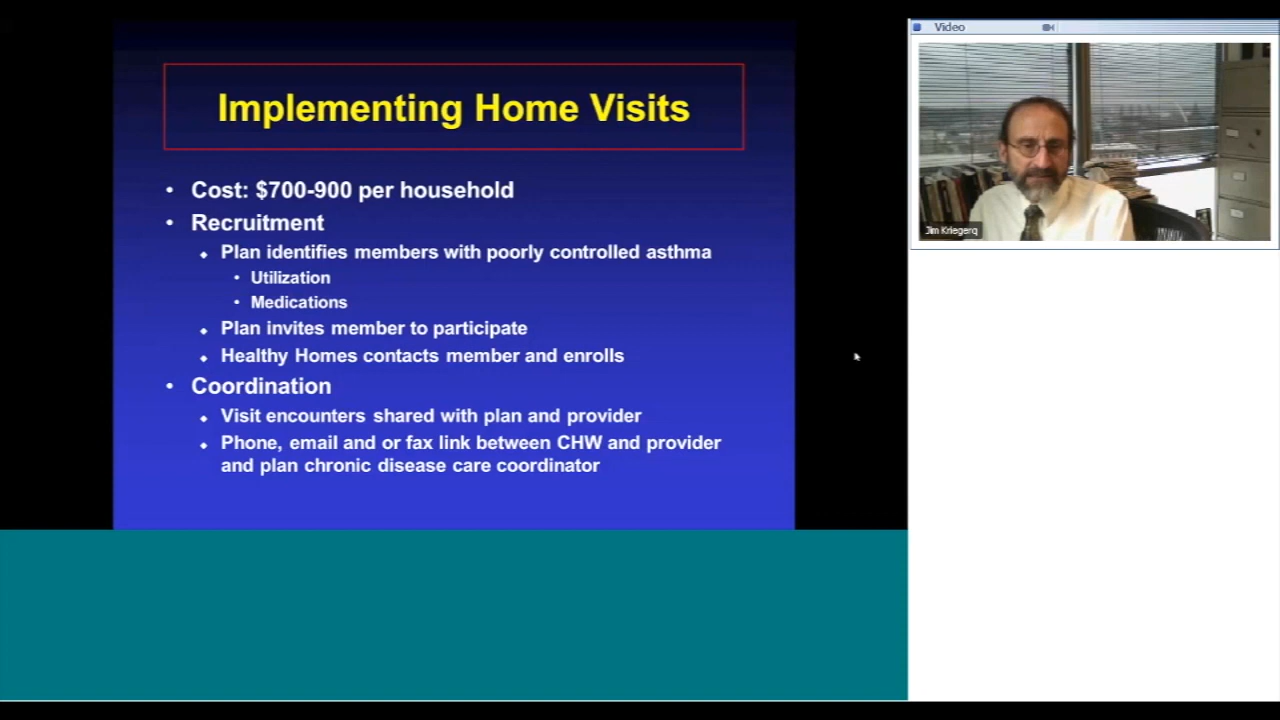 Implementing Home Visits
• Cost: $700-900 per household
• Recruitment
◆ Plan identifies members with poorly controlled asthma
• Utilization
• Medications
◆ Plan invites member to participate
◆ Healthy Homes contacts member and enrolls
• Coordination
◆ Visit encounters shared with plan and provider
◆ Phone, email and or fax link between CHW and provider
and plan chronic disease care coordinator
Video
Jim Kriegerq